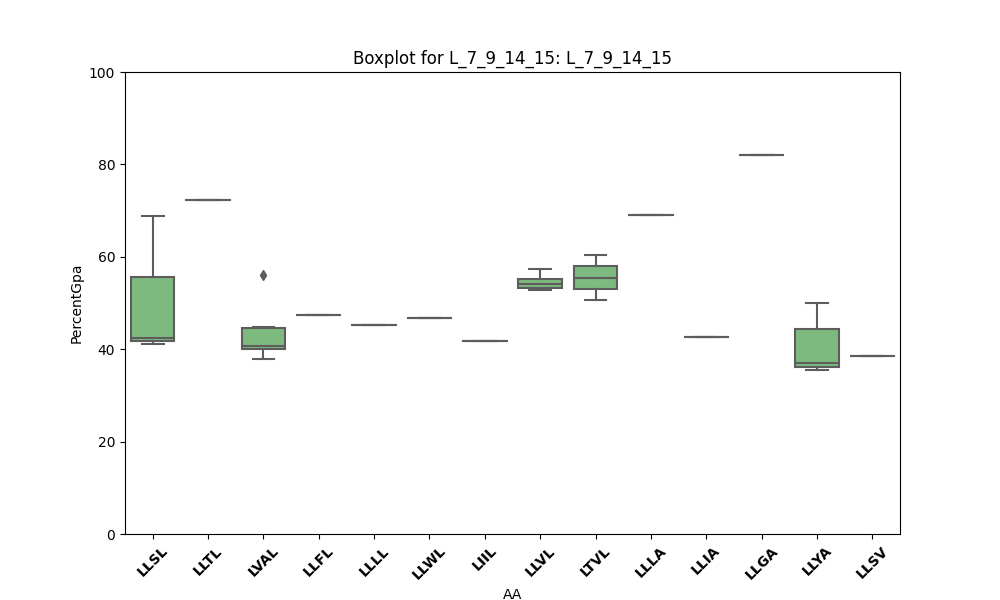 Boxplot for L_7_9_14_15: L_7_9_14_15
PercentGpa
100
80
60
40
20
0
LLSL LLTL LVAL LLFL LLLL LLWL LIIL LLVL LTVL LLLA LLIA LLGA LLYA LLSV
AA